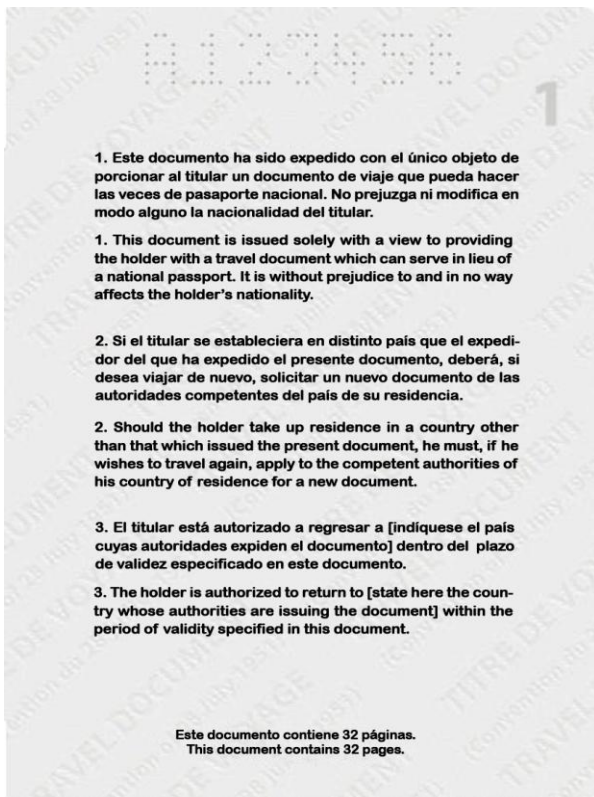 A123456
1
1. Este documento ha sido expedido con el único objeto de
porcionar al titular un documento de viaje que pueda hacer
las veces de pasaporte nacional. No prejuzga ni modifica en
modo alguno la nacionalidad del titular.
1. This document is issued solely with a view to providing
the holder with a travel document which can serve in lieu of
a national passport. It is without prejudice to and in no way
affects the holder's nationality.
2. Si el titular se estableciera en distinto país que el expedi-
dor del que ha expedido el presente documento, deberá, si
desea viajar de nuevo, solicitar un nuevo documento de las
autoridades competentes del país de su residencia.
2. Should the holder take up residence in a country other
than that which issued the present document, he must, if he
wishes to travel again, apply to the competent authorities of
his country of residence for a new document.
3. El titular está autorizado a regresar a [indíquese el país
cuyas autoridades expiden el documento] dentro del plazo
de validez especificado en este documento.
3. The holder is authorized to return to [state here the coun-
try whose authorities are issuing the document] within the
period of validity specified in this document.
Este documento contiene 32 páginas.
This document contains 32 pages.